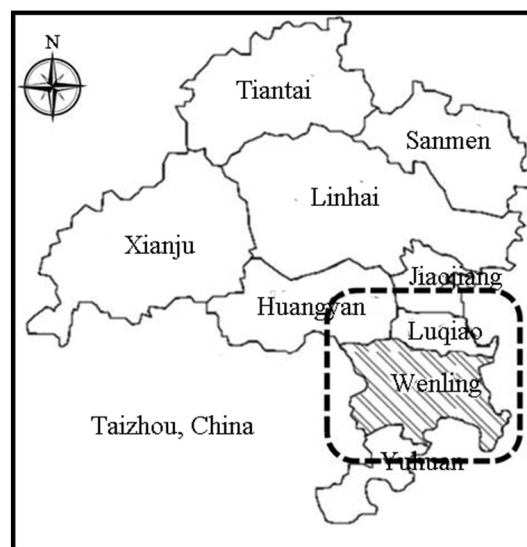 N
Tiantai
Sanmen
Linhai
Xianju
Jiaojiang
Huangyan
Luqiao
Wenling
Taizhou, China
Yuhuan